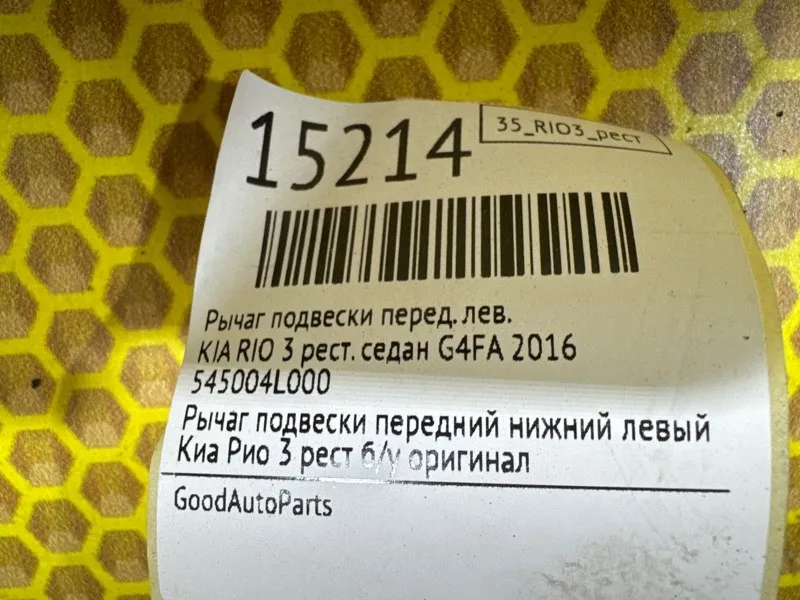 15214
35_RIO3_рест
Рычаг подвески перед. лев.
KIA RIO 3 рест. седан G4FA 2016
545004L000
Рычаг подвески передний нижний левый
Киа Рио 3 рест б/у оригинал
GoodAutoParts